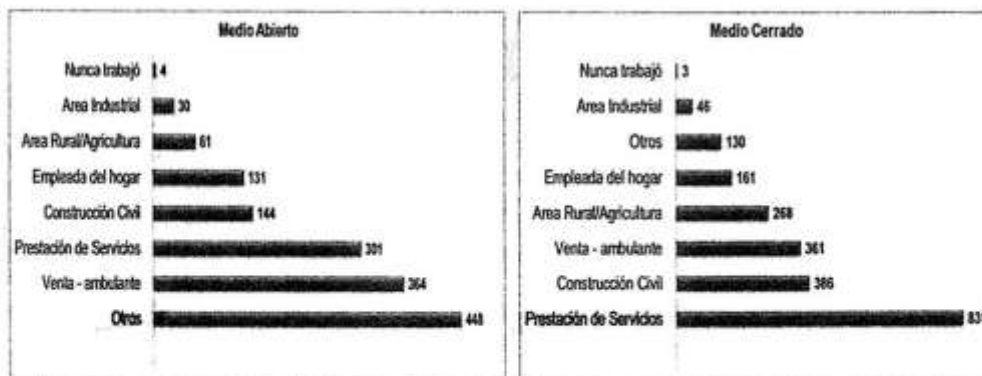 Medio Abierto
Nunca trabajó 4
Area Industrial 30
Area Rural/Agricultura 61
Empleada del hogar 131
Construcción Civil 144
Prestación de Servicios 301
Venta - ambulante 364
Otros 448
Medio Cerrado
Nunca trabajó 3
Area Industrial 46
Otros 130
Empleada del hogar 161
Area Rural/Agricultura 268
Venta - ambulante 361
Construcción Civil 386
Prestación de Servicios